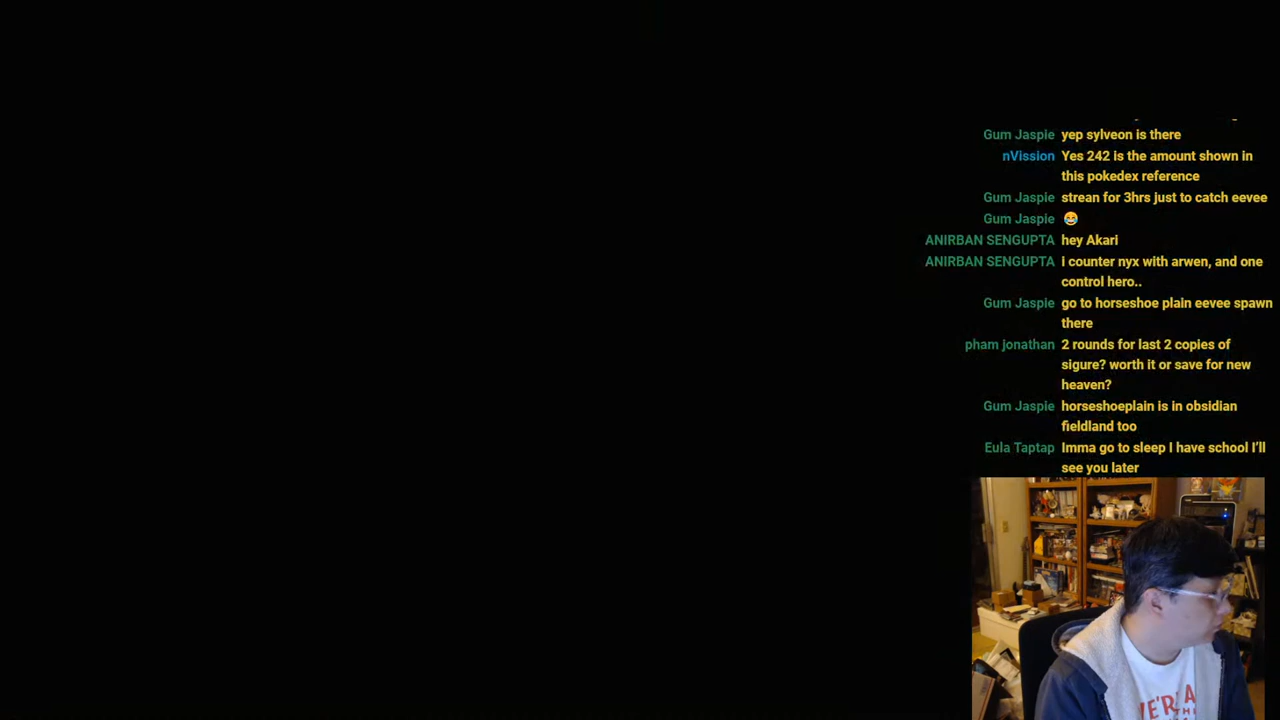 Gum Jaspie yep sylveon is there
nVission Yes 242 is the amount shown in
this pokedex reference
Gum Jaspie strean for 3hrs just to catch eevee
Gum Jaspie 😂
ANIRBAN SENGUPTA hey Akari
ANIRBAN SENGUPTA i counter nyx with arwen, and one
control hero..
Gum Jaspie go to horseshoe plain eevee spawn
there
pham jonathan 2 rounds for last 2 copies of
sigure? worth it or save for new
heaven?
Gum Jaspie horseshoeplain is in obsidian
fieldland too
Eula Taptap Imma go to sleep I have school I’ll
see you later